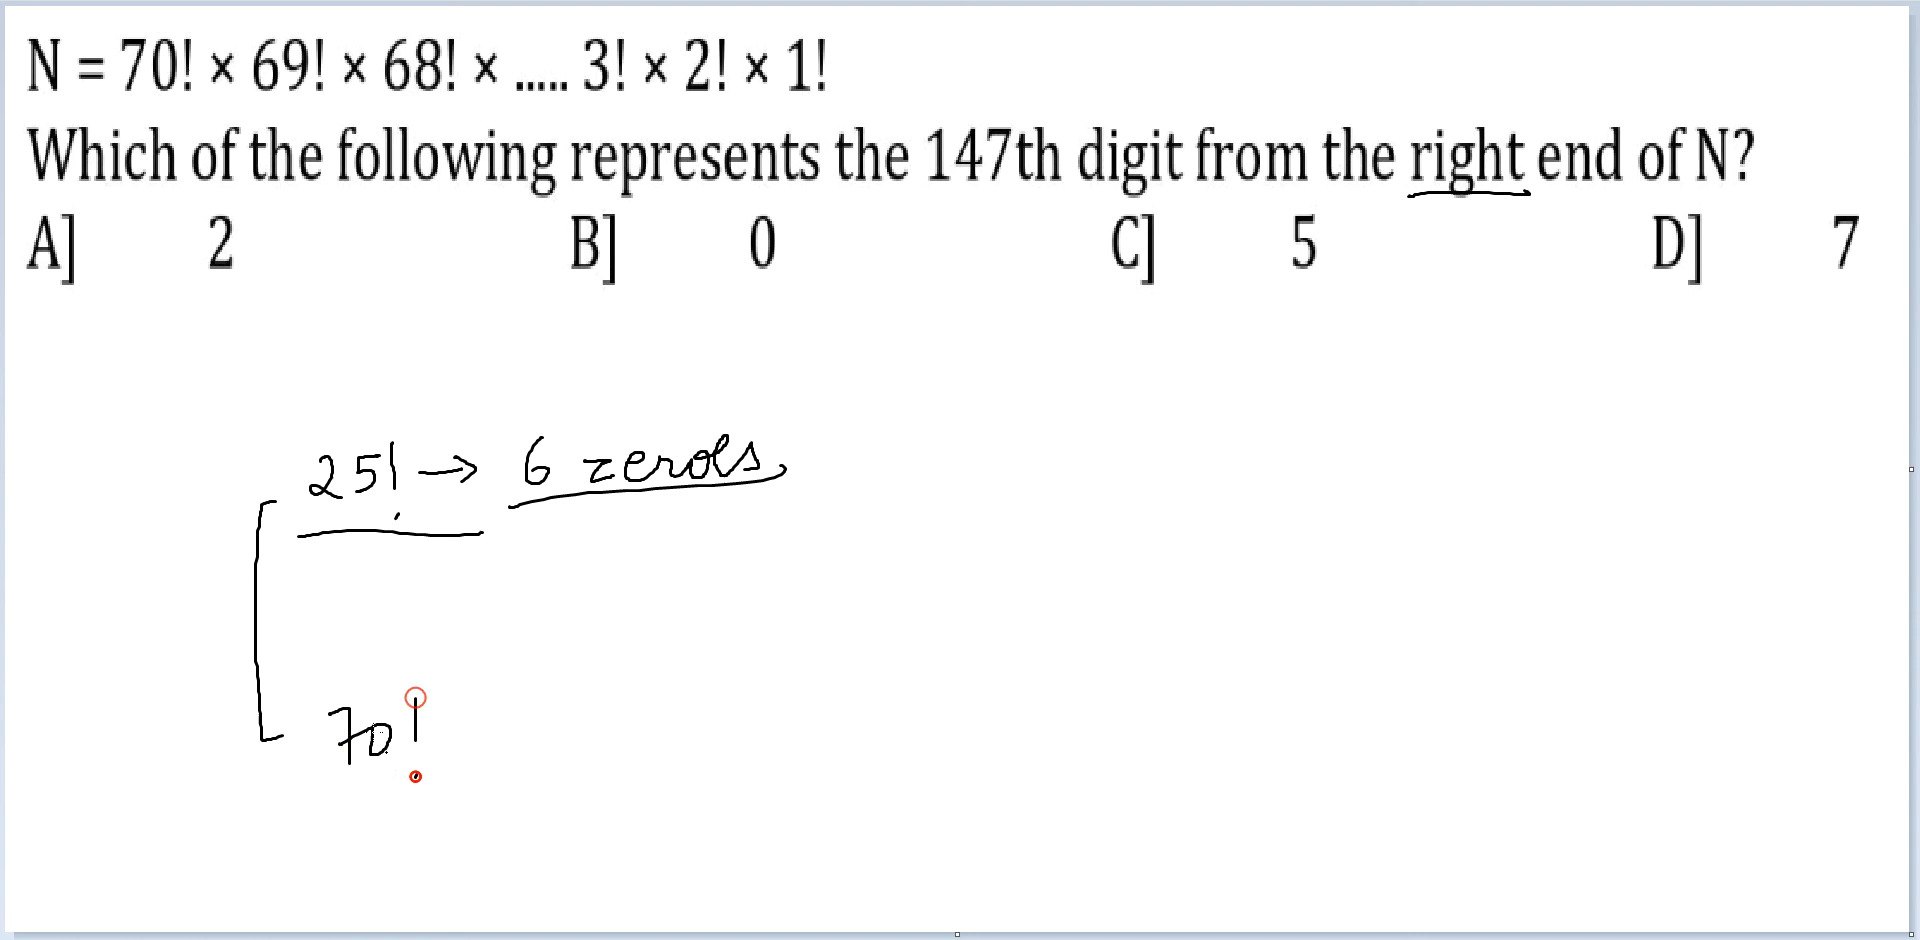 N = 70! × 69! × 68! × ..... 3! × 2! × 1!
Which of the following represents the 147th digit from the right end of N?
A] 2 B] 0 C] 5 D] 7
25! → 6 zeroes
70!